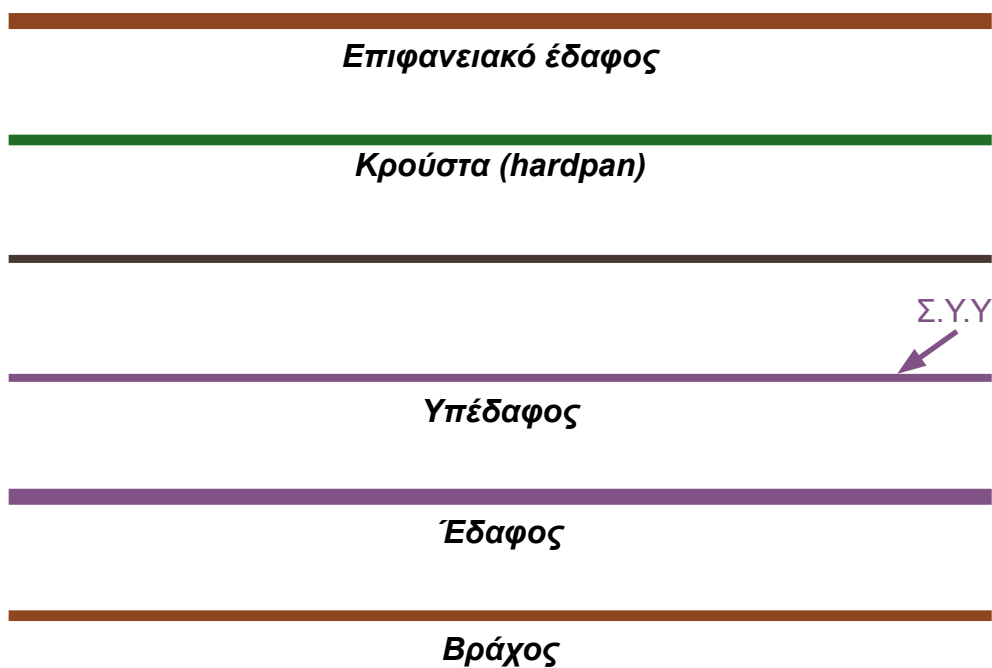 Επιφανειακό έδαφος
Κρούστα (hardpan)
Σ.Υ.Υ
Υπέδαφος
Έδαφος
Βράχος